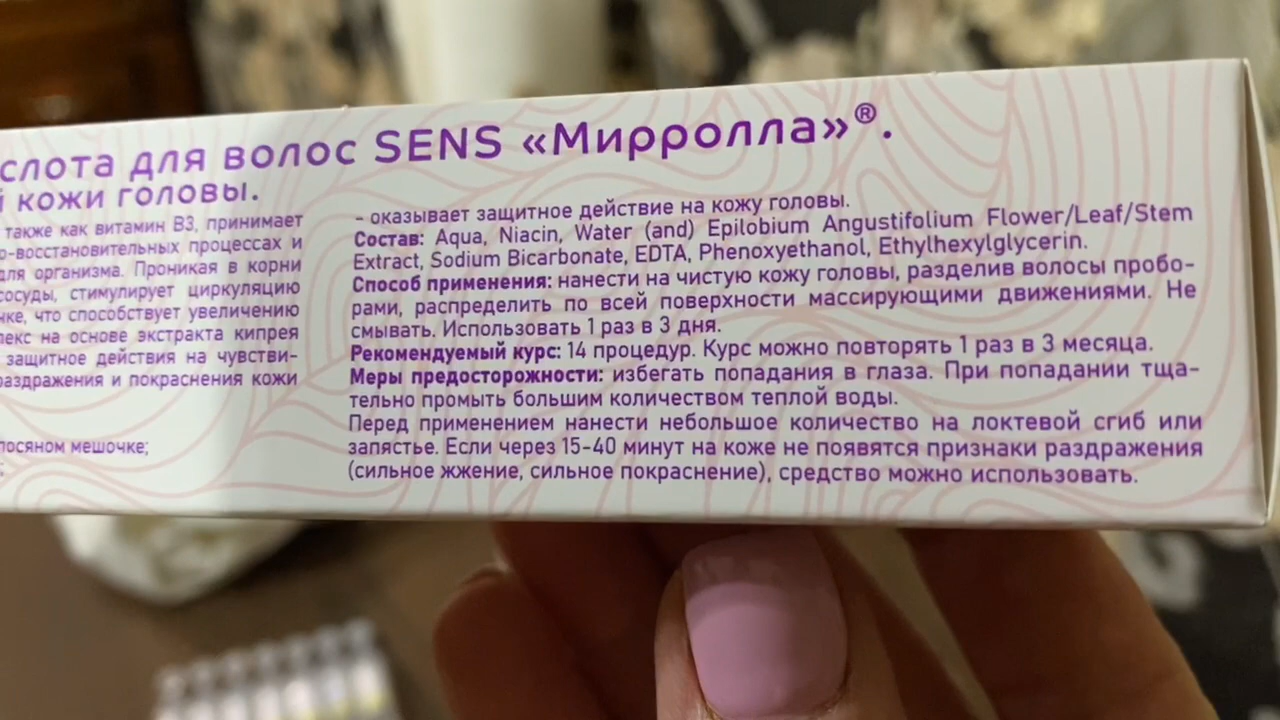 слота для волос SENS «Мирролла»®.
й кожи головы.
также как витамин B3, принимает
о-восстановительных процессах и
для организма. Проникая в корни
сосуды, стимулирует циркуляцию
чке, что способствует увеличению
лекс на основе экстракта кипрея
защитное действия на чувстви-
раздражения и покраснения кожи
лосяном мешочке;
- оказывает защитное действие на кожу головы.
Состав: Aqua, Niacin, Water (and) Epilobium Angustifolium Flower/Leaf/Stem
Extract, Sodium Bicarbonate, EDTA, Phenoxyethanol, Ethylhexylglycerin.
Способ применения: нанести на чистую кожу головы, разделив волосы пробо-
рами, распределить по всей поверхности массирующими движениями. Не
смывать. Использовать 1 раз в 3 дня.
Рекомендуемый курс: 14 процедур. Курс можно повторять 1 раз в 3 месяца.
Меры предосторожности: избегать попадания в глаза. При попадании тща-
тельно промыть большим количеством теплой воды.
Перед применением нанести небольшое количество на локтевой сгиб или
запястье. Если через 15-40 минут на коже не появятся признаки раздражения
(сильное жжение, сильное покраснение), средство можно использовать.